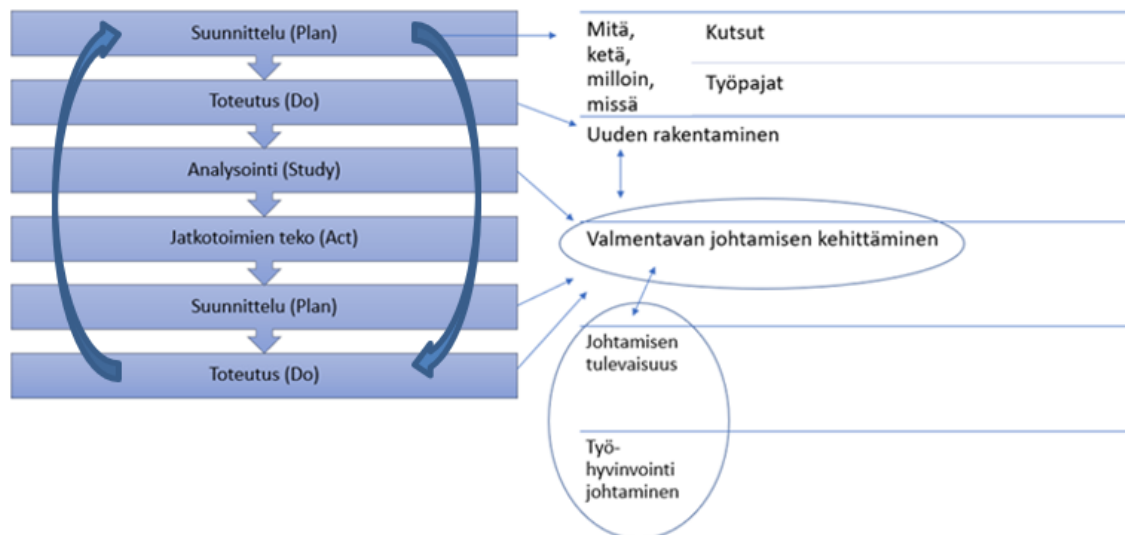 Suunnittelu (Plan)
Toteutus (Do)
Analysointi (Study)
Jatkotoimien teko (Act)
Suunnittelu (Plan)
Toteutus (Do)
Mitä,
ketä,
milloin,
missä
Kutsut
Työpajat
Uuden rakentaminen
Valmentavan johtamisen kehittäminen
Johtamisen
tulevaisuus
Työ-
hyvinvointi
johtaminen